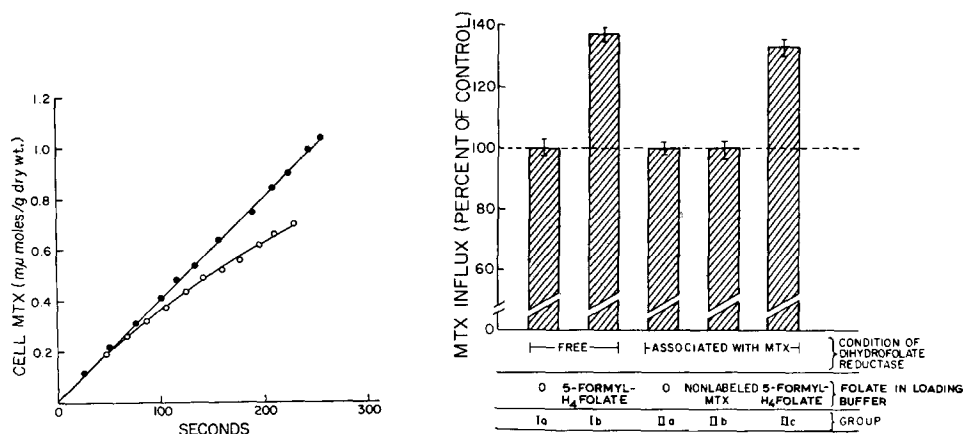 CELL MTX (mµ moles/g dry wt.)
1.2
1.0
0.8
0.6
0.4
0.2
0
100
200
300
SECONDS
MTX INFLUX (PERCENT OF CONTROL)
140
120
100
80
60
0
FREE
ASSOCIATED WITH MTX
CONDITION OF
DIHYDROFOLATE
REDUCTASE
0
5-FORMYL-
H4FOLATE
0
NONLABELED
MTX
5-FORMYL-
H4FOLATE
FOLATE IN LOADING
BUFFER
Ia
Ib
IIa
IIb
IIc
GROUP